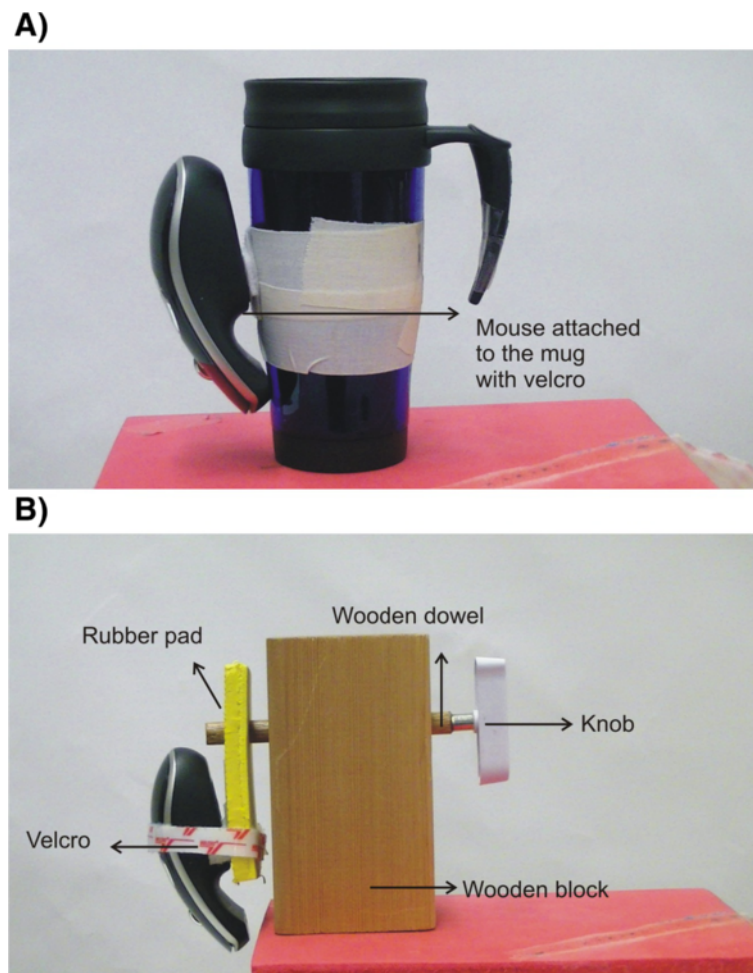 A)
Mouse attached
to the mug
with velcro
B)
Wooden dowel
Rubber pad
Knob
Velcro
Wooden block